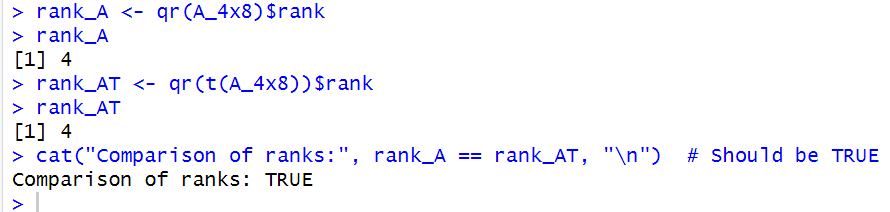 > rank_A <- qr(A_4x8)$rank
> rank_A
[1] 4
> rank_AT <- qr(t(A_4x8))$rank
> rank_AT
[1] 4
> cat("Comparison of ranks:", rank_A == rank_AT, "\n")  # Should be TRUE
Comparison of ranks: TRUE
>